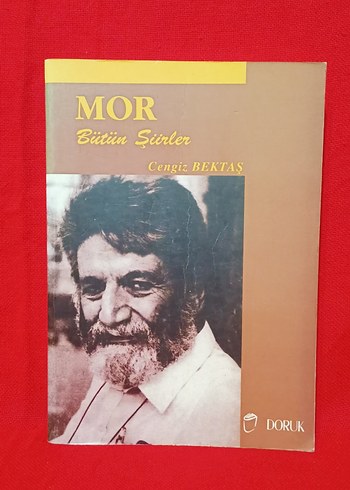 MOR
Bütün Şiirler
Cengiz BEKTAŞ
DORUK